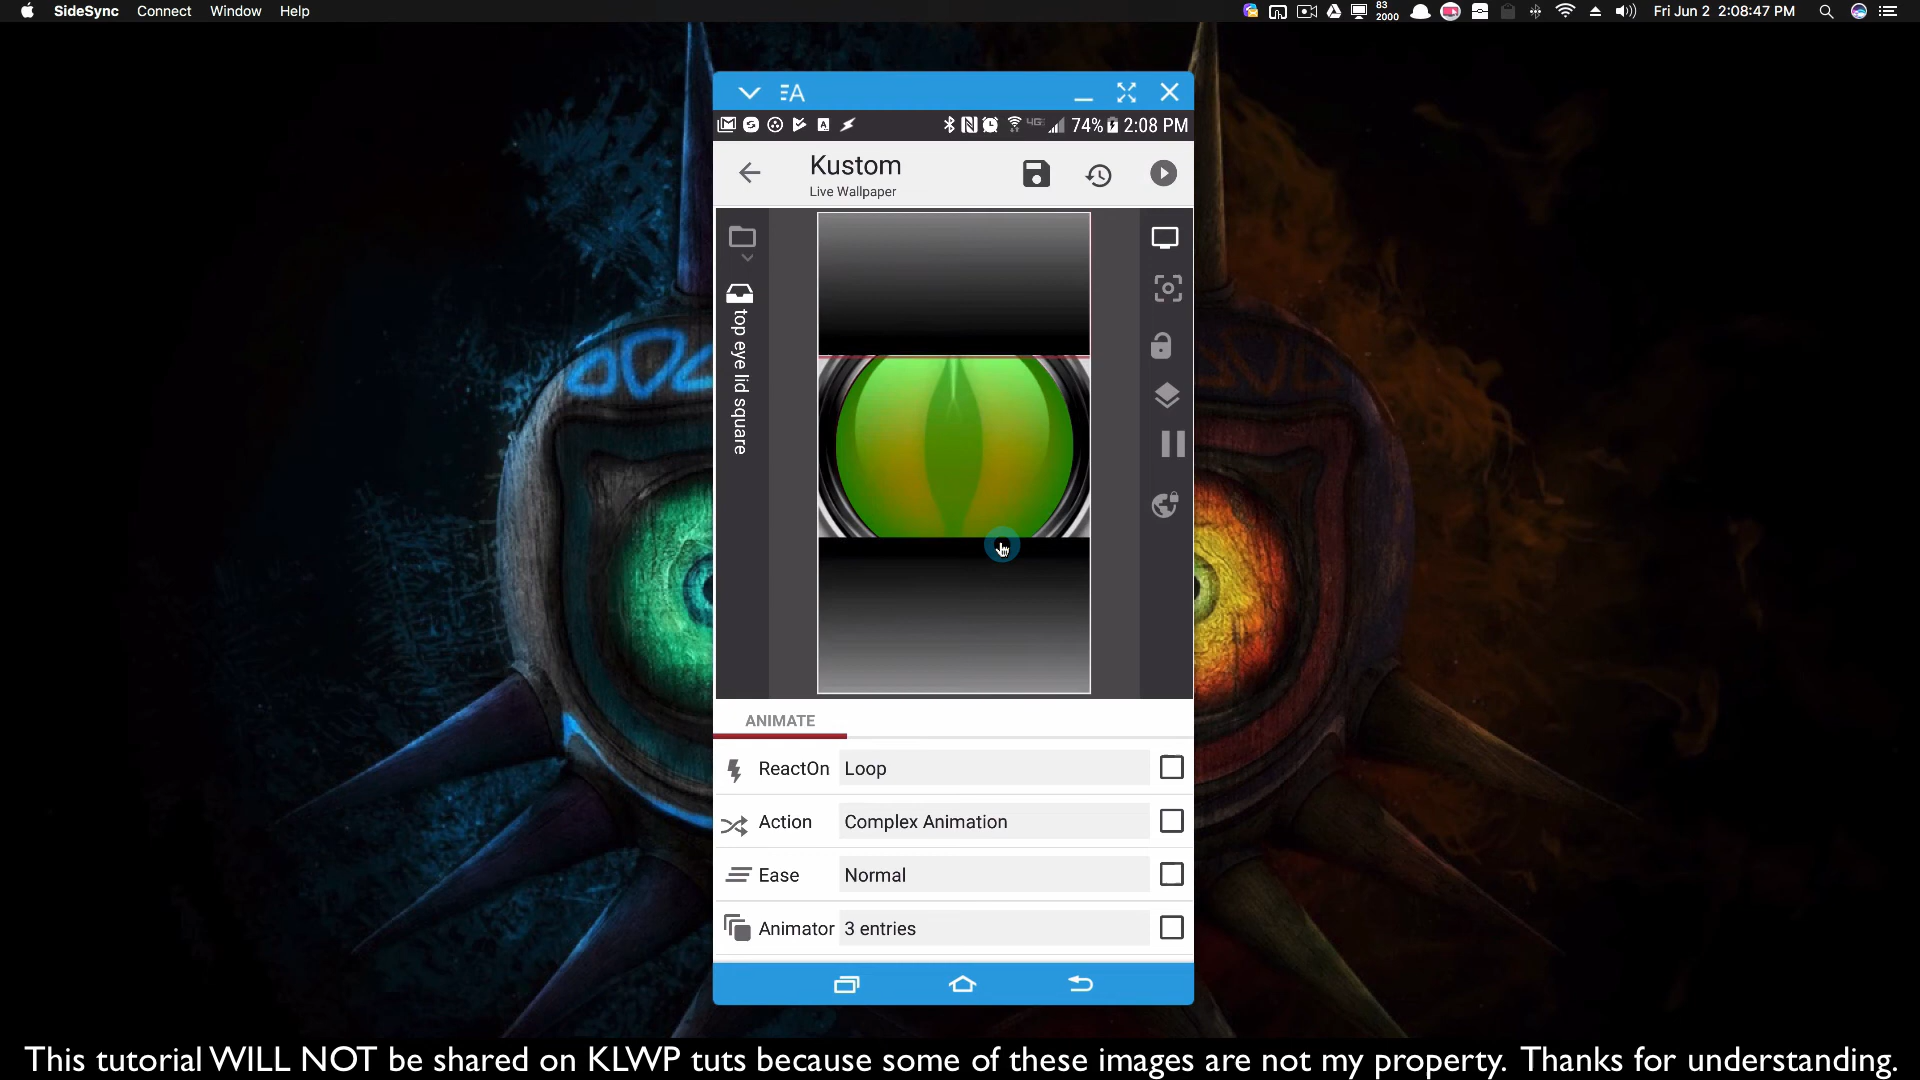 SideSync Connect Window Help
83
2000
Fri Jun 2 2:08:47 PM
74% 2:08 PM
Kustom
Live Wallpaper
top eye lid square
ANIMATE
ReactOn Loop
Action Complex Animation
Ease Normal
Animator 3 entries
This tutorial WILL NOT be shared on KLWP tuts because some of these images are not my property. Thanks for understanding.